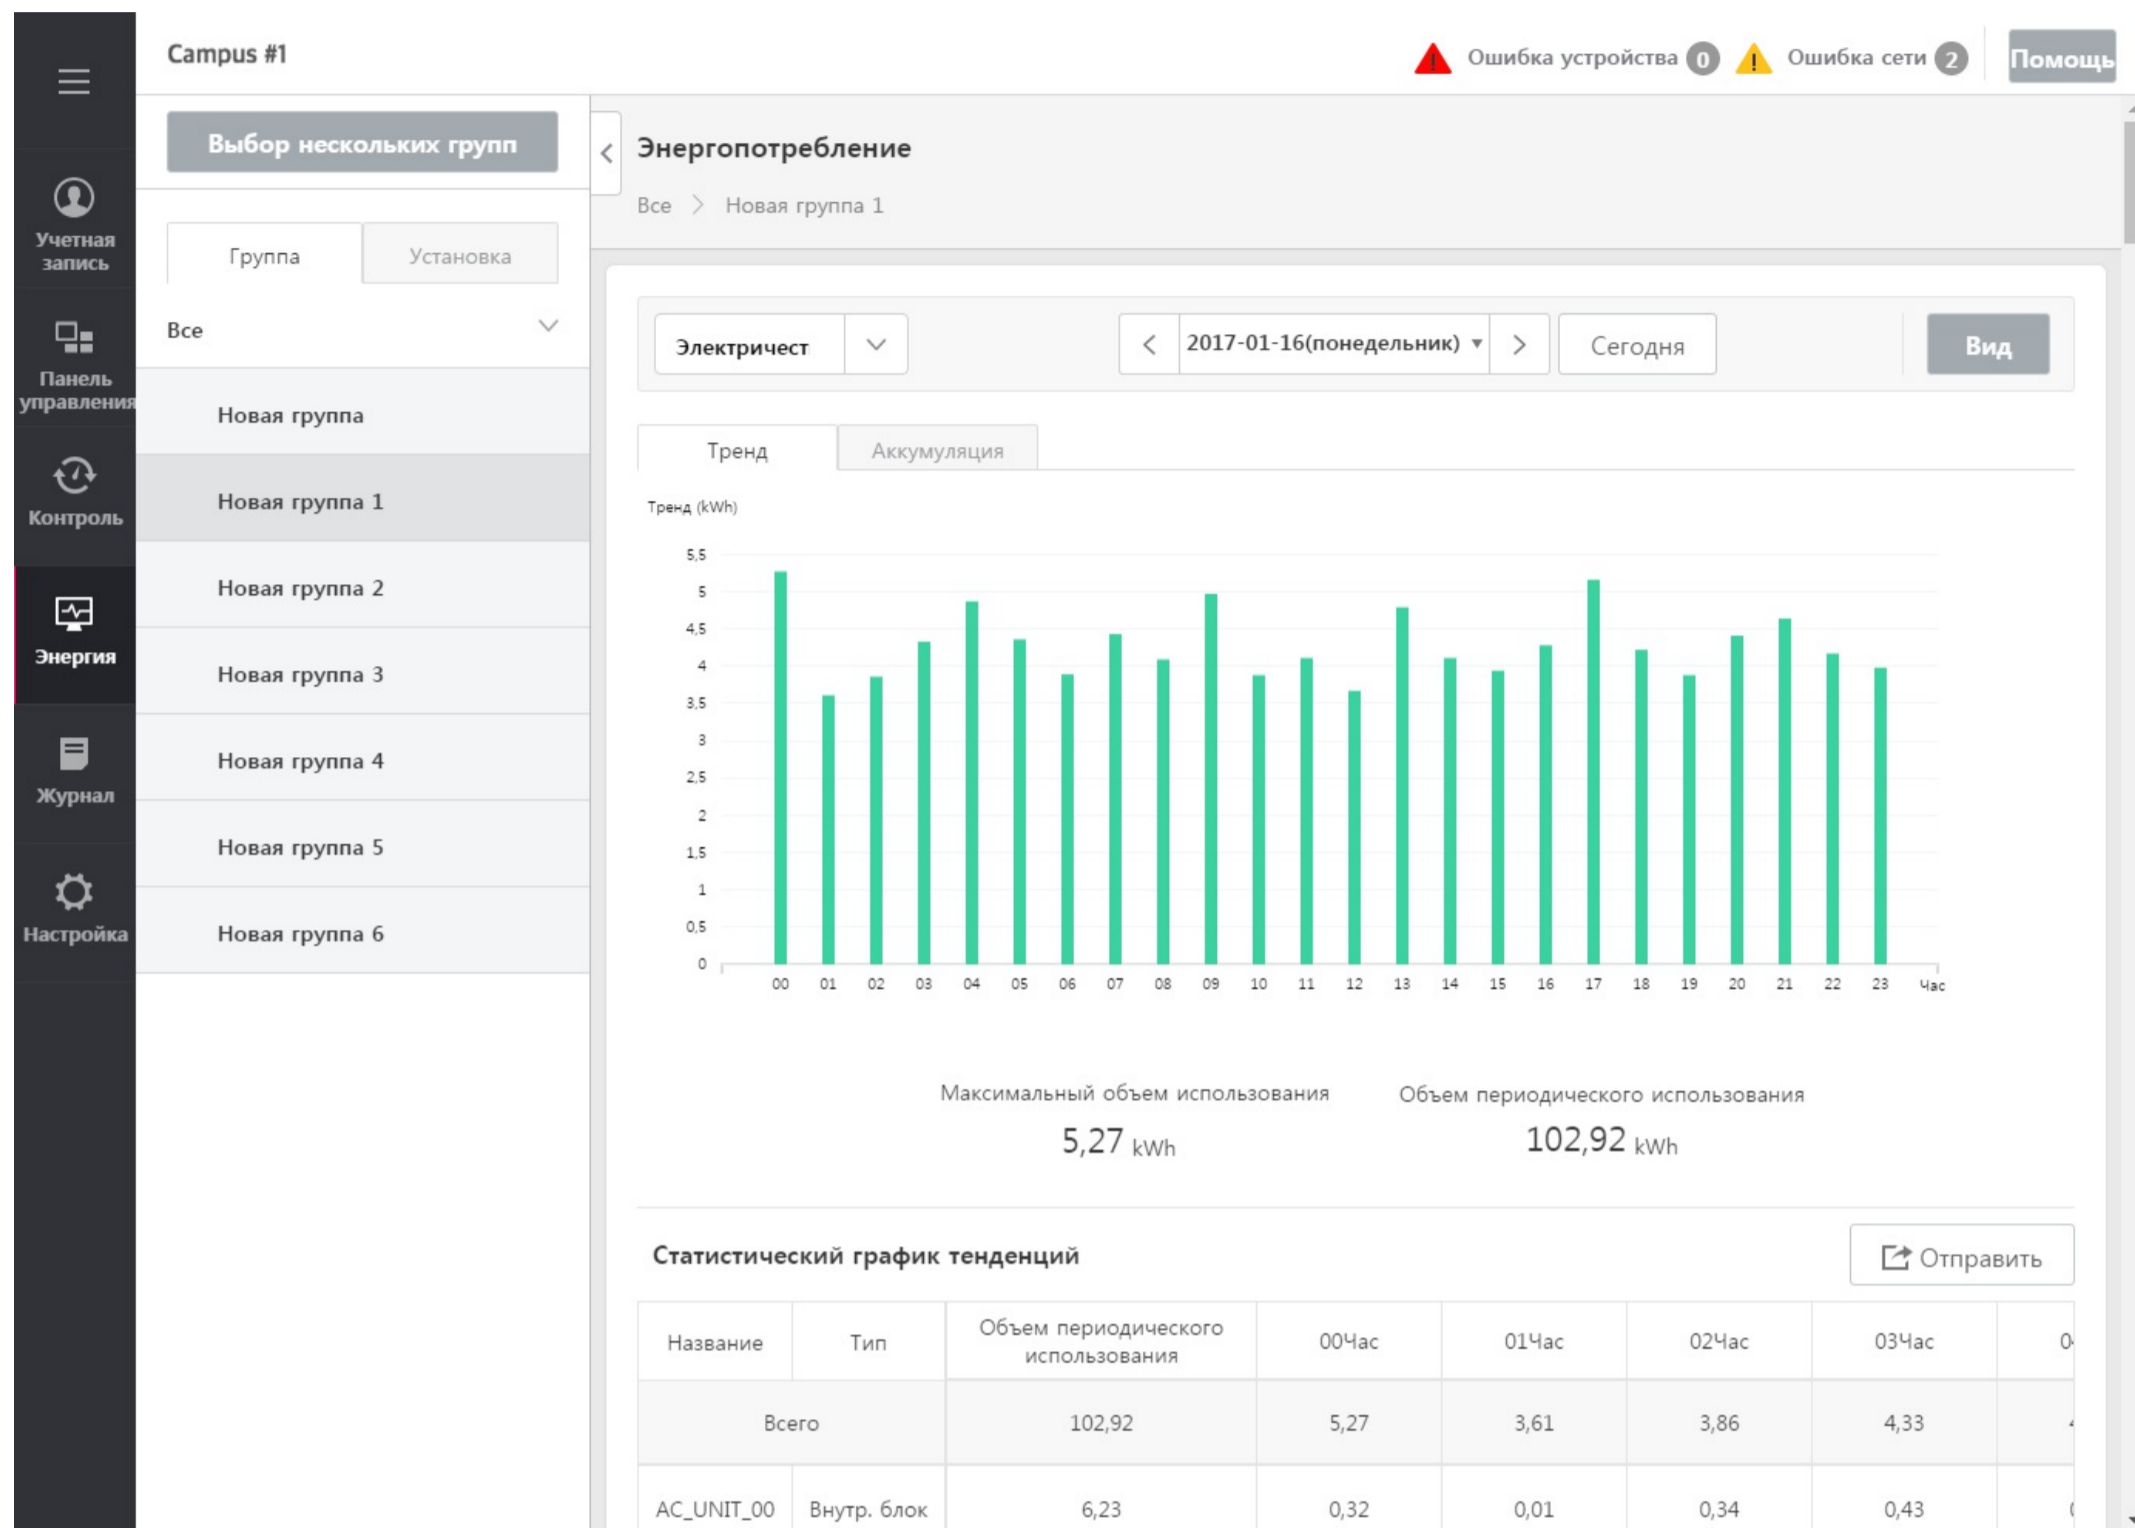 Campus #1
Ошибка устройства 0
Ошибка сети 2
Помощь
Учетная
запись
Панель
управления
Контроль
Энергия
Журнал
Настройка
Выбор нескольких групп
Группа
Установка
Все
Новая группа
Новая группа 1
Новая группа 2
Новая группа 3
Новая группа 4
Новая группа 5
Новая группа 6
Энергопотребление
Все > Новая группа 1
Электричест
2017-01-16(понедельник)
Сегодня
Вид
Тренд
Аккумуляция
Тренд (kWh)
5,5
5
4,5
4
3,5
3
2,5
2
1,5
1
0,5
0
00 01 02 03 04 05 06 07 08 09 10 11 12 13 14 15 16 17 18 19 20 21 22 23 Час
Максимальный объем использования
5,27 kWh
Объем периодического использования
102,92 kWh
Статистический график тенденций
Отправить
Название Тип Объем периодического использования 00Час 01Час 02Час 03Час
Всего 102,92 5,27 3,61 3,86 4,33
AC_UNIT_00 Внутр. блок 6,23 0,32 0,01 0,34 0,43